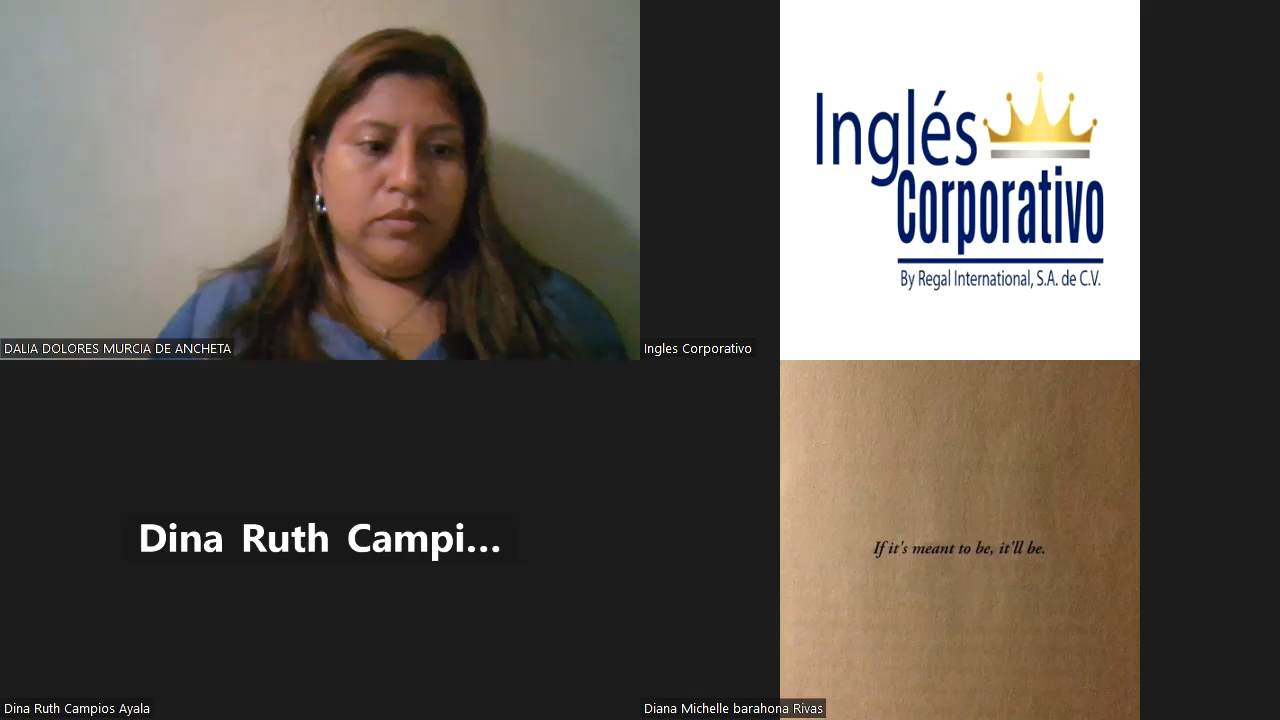 Inglés
Corporativo
By Regal International, S.A. de C.V.
DALIA DOLORES MURCIA DE ANCHETA
Ingles Corporativo
Dina Ruth Campi...
If it's meant to be, it'll be.
Dina Ruth Campios Ayala
Diana Michelle barahona Rivas